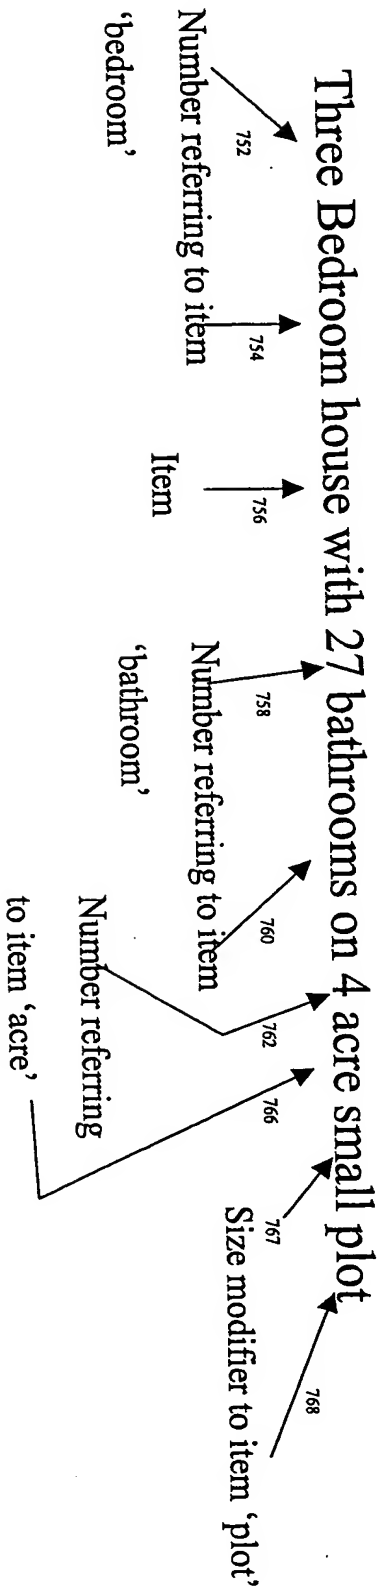 Three Bedroom house with 27 bathrooms on 4 acre small plot
752
754
756
758
760
762
766
767
768
Number referring to item
'bedroom'
Item
Number referring to item
'bathroom'
Number referring
to item 'acre'
Size modifier to item 'plot'